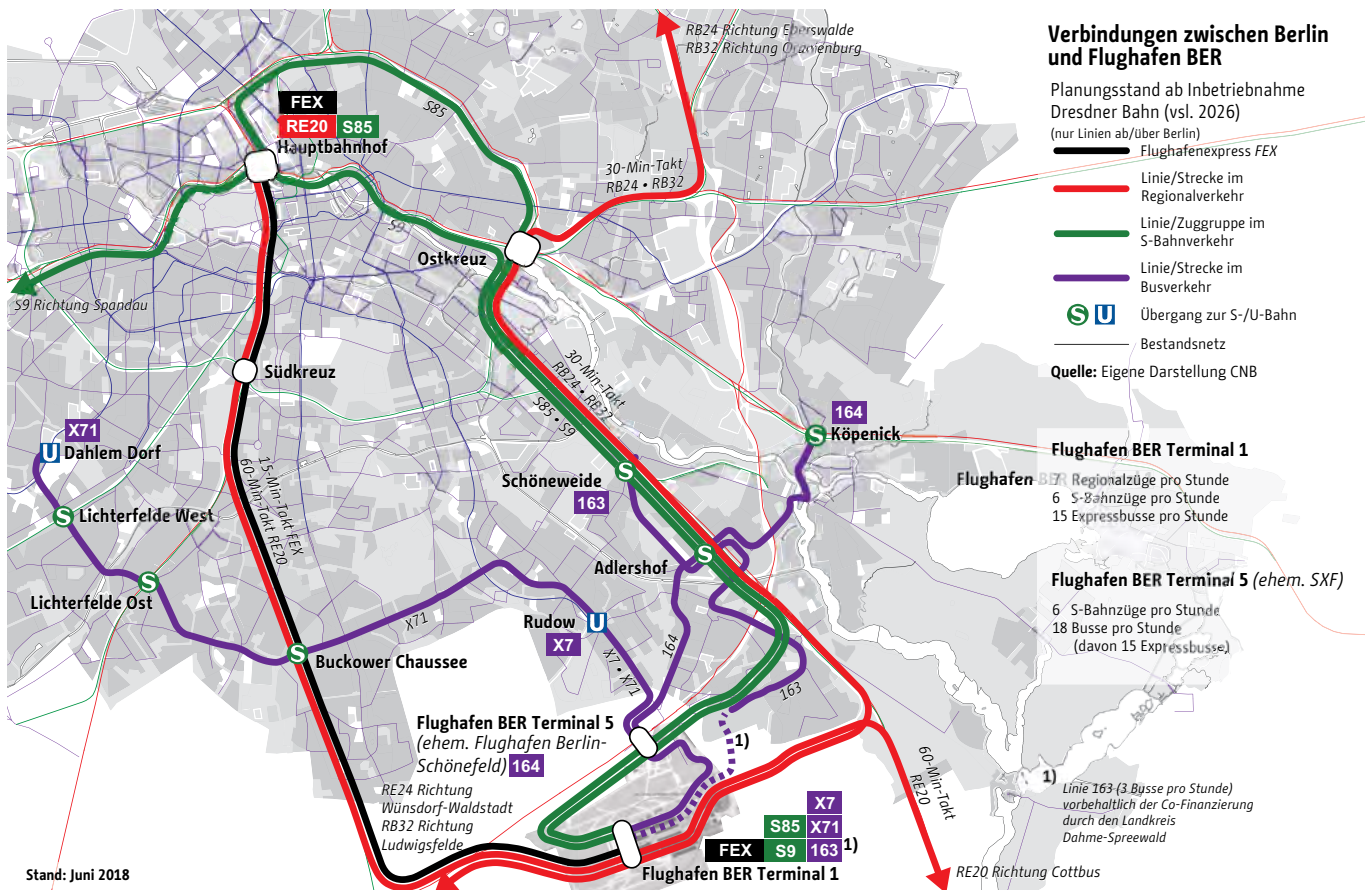 Verbindungen zwischen Berlin
und Flughafen BER
Planungsstand ab Inbetriebnahme
Dresdner Bahn (vsl. 2026)
(nur Linien ab/über Berlin)
Flughafenexpress FEX
Linie/Strecke im
Regionalverkehr
Linie/Zuggruppe im
S-Bahnverkehr
Linie/Strecke im
Busverkehr
S U Übergang zur S-/U-Bahn
Bestandsnetz
Quelle: Eigene Darstellung CNB
Flughafen BER Terminal 1
Flughafen BER
7 Regionalzüge pro Stunde
6 S-Bahnzüge pro Stunde
15 Expressbusse pro Stunde
Flughafen BER Terminal 5 (ehem. SXF)
6 S-Bahnzüge pro Stunde
18 Busse pro Stunde
(davon 15 Expressbusse)
1)
Linie 163 (3 Busse pro Stunde)
vorbehaltlich der Co-Finanzierung
durch den Landkreis
Dahme-Spreewald
RB24 Richtung Eberswalde
RB32 Richtung Oranienburg
S85
FEX
RE20 S85
Hauptbahnhof
30-Min-Takt
RB24 • RB32
S9
Ostkreuz
S9 Richtung Spandau
Südkreuz
30-Min-Takt
RB24 • RB32
S85 • S9
164
S Köpenick
X71
U Dahlem Dorf
15-Min-Takt FEX
60-Min-Takt RE20
Schöneweide S
163
S Lichterfelde West
Adlershof S
S
Lichterfelde Ost
X71
Rudow U
X7
X7 • X71
164
163
S Buckower Chaussee
Flughafen BER Terminal 5
(ehem. Flughafen Berlin-
Schönefeld) 164
1)
60-Min-Takt
RE20
RE24 Richtung
Wünsdorf-Waldstadt
RB32 Richtung
Ludwigsfelde
X7
S85 X71
FEX S9 163 1)
Flughafen BER Terminal 1
RE20 Richtung Cottbus
Stand: Juni 2018